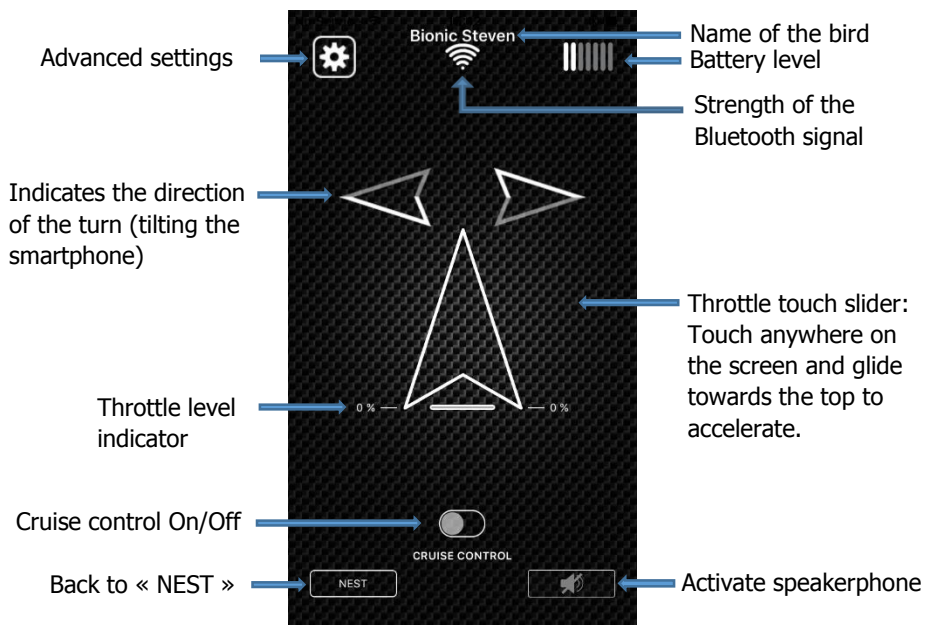 Bionic Steven
Name of the bird
Advanced settings
Battery level
Strength of the
Bluetooth signal
Indicates the direction
of the turn (tilting the
smartphone)
Throttle touch slider:
Touch anywhere on
the screen and glide
towards the top to
accelerate.
Throttle level
indicator
0 %
0 %
Cruise control On/Off
CRUISE CONTROL
Back to « NEST »
NEST
Activate speakerphone